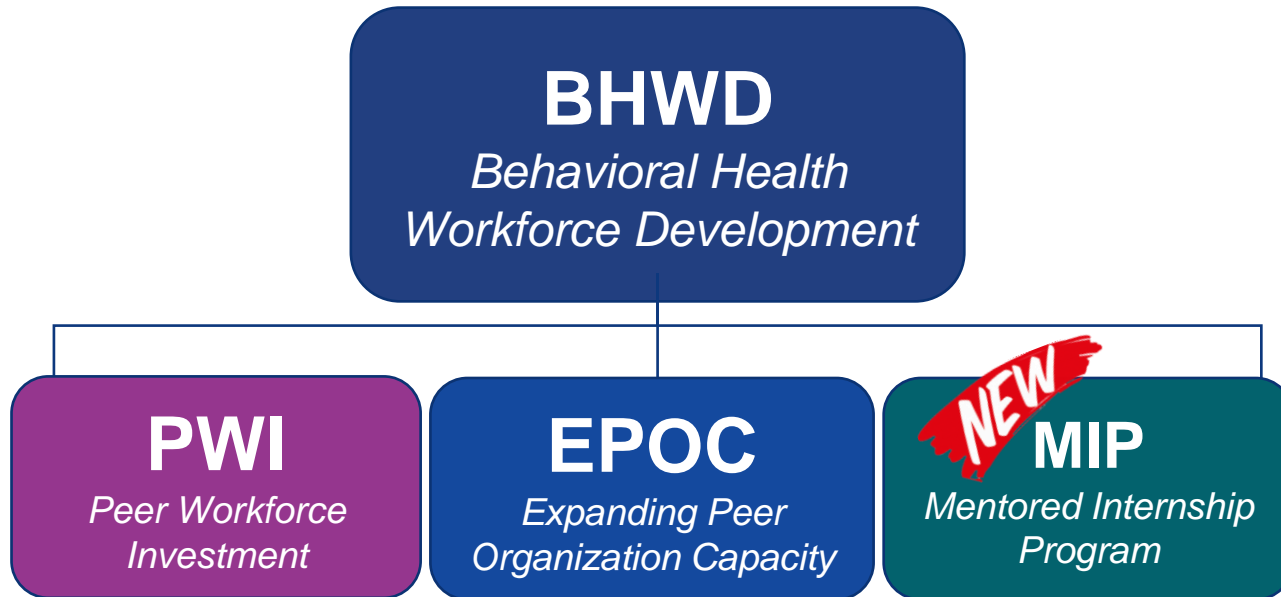 BHWD
Behavioral Health
Workforce Development
PWI
Peer Workforce
Investment
EPOC
Expanding Peer
Organization Capacity
NEW
MIP
Mentored Internship
Program